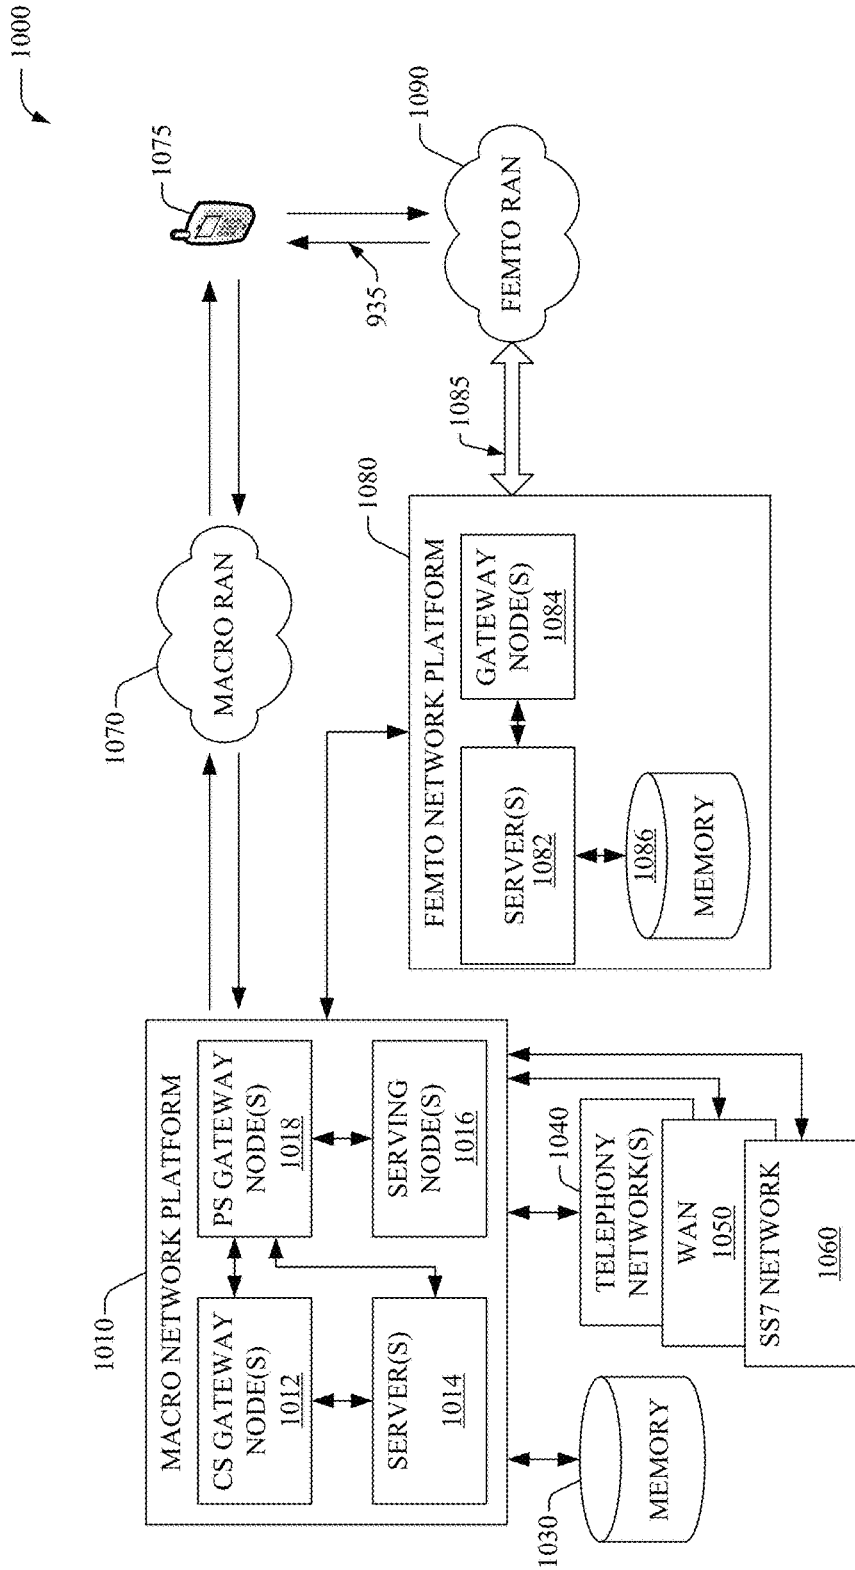 1000
1010
MACRO NETWORK PLATFORM
CS GATEWAY
NODE(S)
1012
PS GATEWAY
NODE(S)
1018
SERVER(S)
1014
SERVING
NODE(S)
1016
1030
MEMORY
1040
TELEPHONY
NETWORK(S)
WAN
1050
SS7 NETWORK
1060
1070
MACRO RAN
1075
935
1080
FEMTO NETWORK PLATFORM
SERVER(S)
1082
GATEWAY
NODE(S)
1084
1086
MEMORY
1085
1090
FEMTO RAN